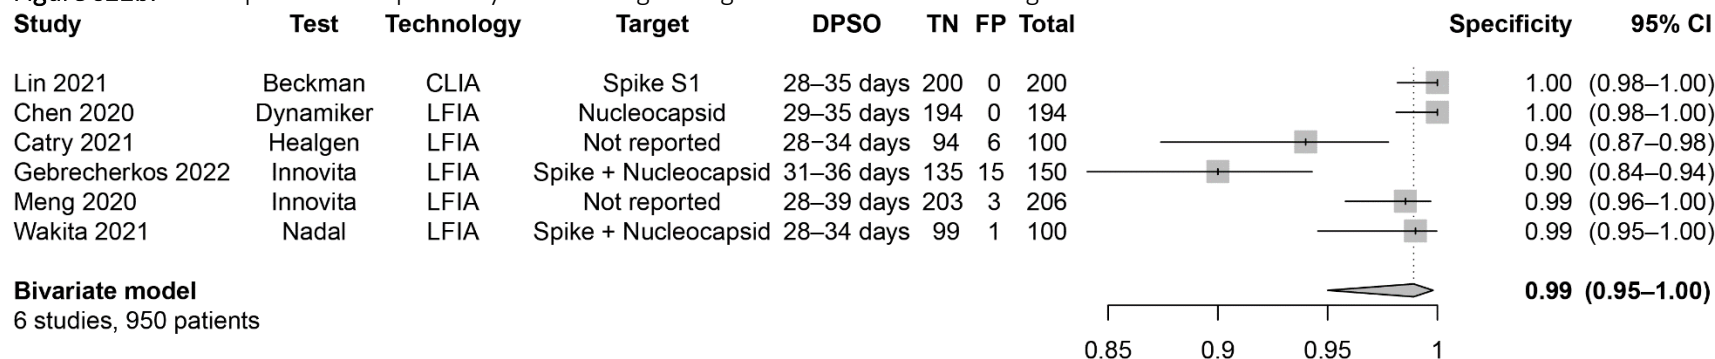 Study Test Technology Target DPSO TN FP Total Specificity 95% CI
Lin 2021 Beckman CLIA Spike S1 28–35 days 200 0 200 1.00 (0.98–1.00)
Chen 2020 Dynamiker LFIA Nucleocapsid 29–35 days 194 0 194 1.00 (0.98–1.00)
Catry 2021 Healgen LFIA Not reported 28–34 days 94 6 100 0.94 (0.87–0.98)
Gebrecherkos 2022 Innovita LFIA Spike + Nucleocapsid 31–36 days 135 15 150 0.90 (0.84–0.94)
Meng 2020 Innovita LFIA Not reported 28–39 days 203 3 206 0.99 (0.96–1.00)
Wakita 2021 Nadal LFIA Spike + Nucleocapsid 28–34 days 99 1 100 0.99 (0.95–1.00)
Bivariate model 0.99 (0.95–1.00)
6 studies, 950 patients
0.85 0.9 0.95 1